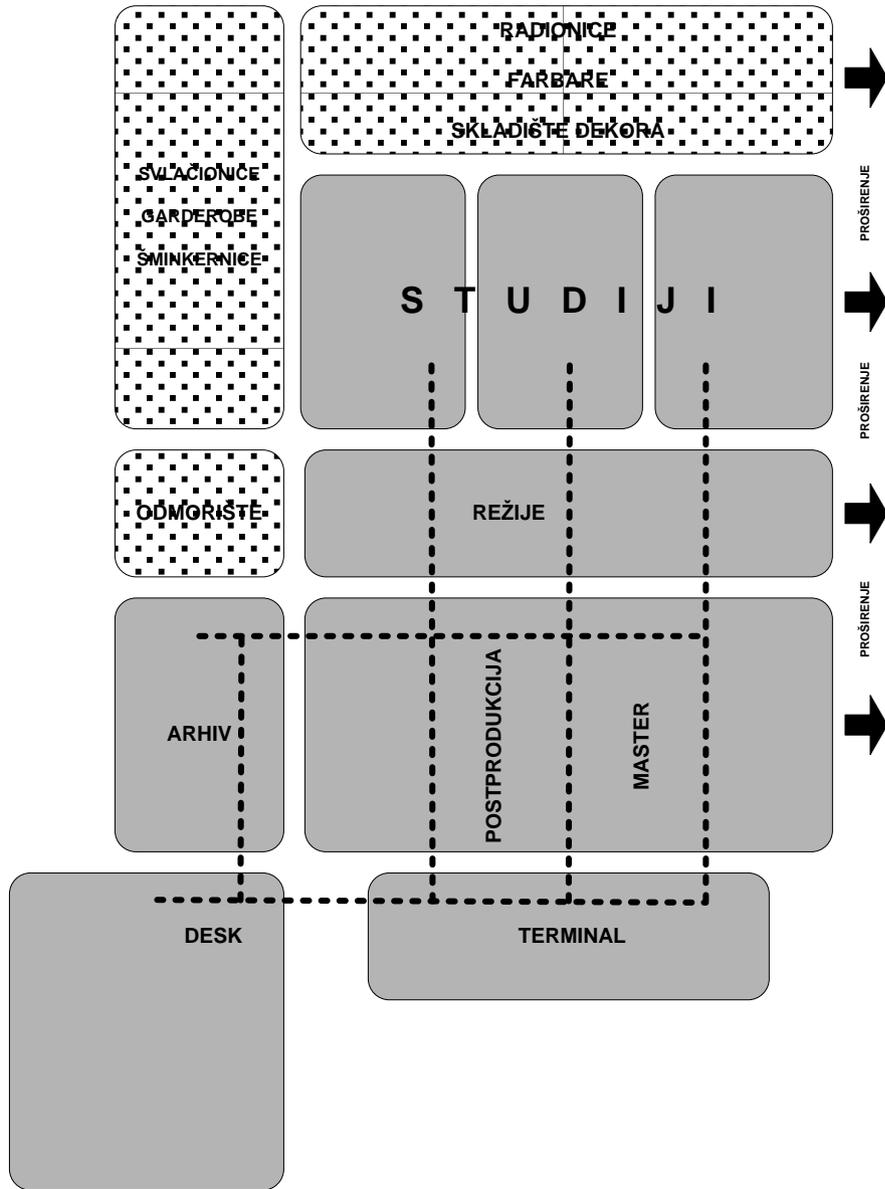 RADIONICE
FARBARE
SKLADIŠTE DEKORA
SVLAČIONICE
GARDEROBE
ŠMINKERNICE
PROŠIRENJE
S T U D I J I
PROŠIRENJE
ODMORIŠTE
REŽIJE
PROŠIRENJE
ARHIV
POSTPRODUKCIJA
MASTER
DESK
TERMINAL